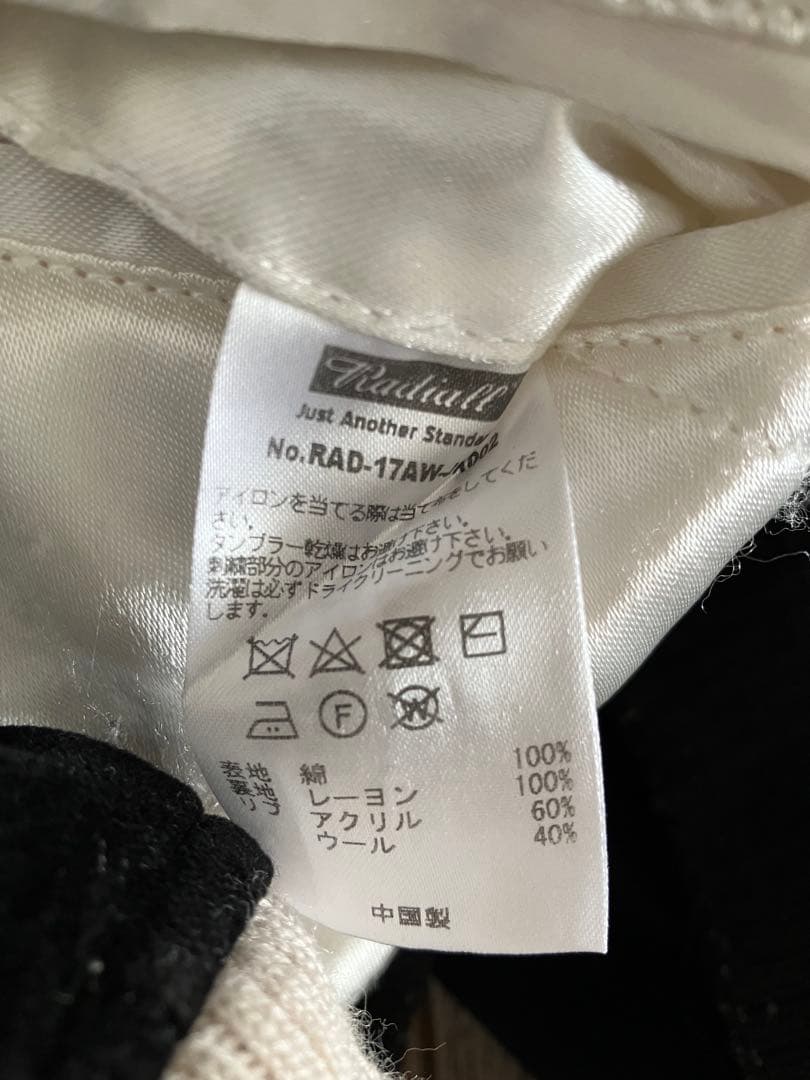 Radiall
Just Another Standa
No.RAD-17AW-
アイロンを当てる際は当て布をしてくだ
さい。
タンブラー乾燥はお避け下さい。
刺繍部分のアイロンはお避け下さい。
洗濯は必ずドライクリーニングでお願い
します。
F
W
表地 綿 100%
裏地 レーヨン 100%
アクリル 60%
ウール 40%
中国製